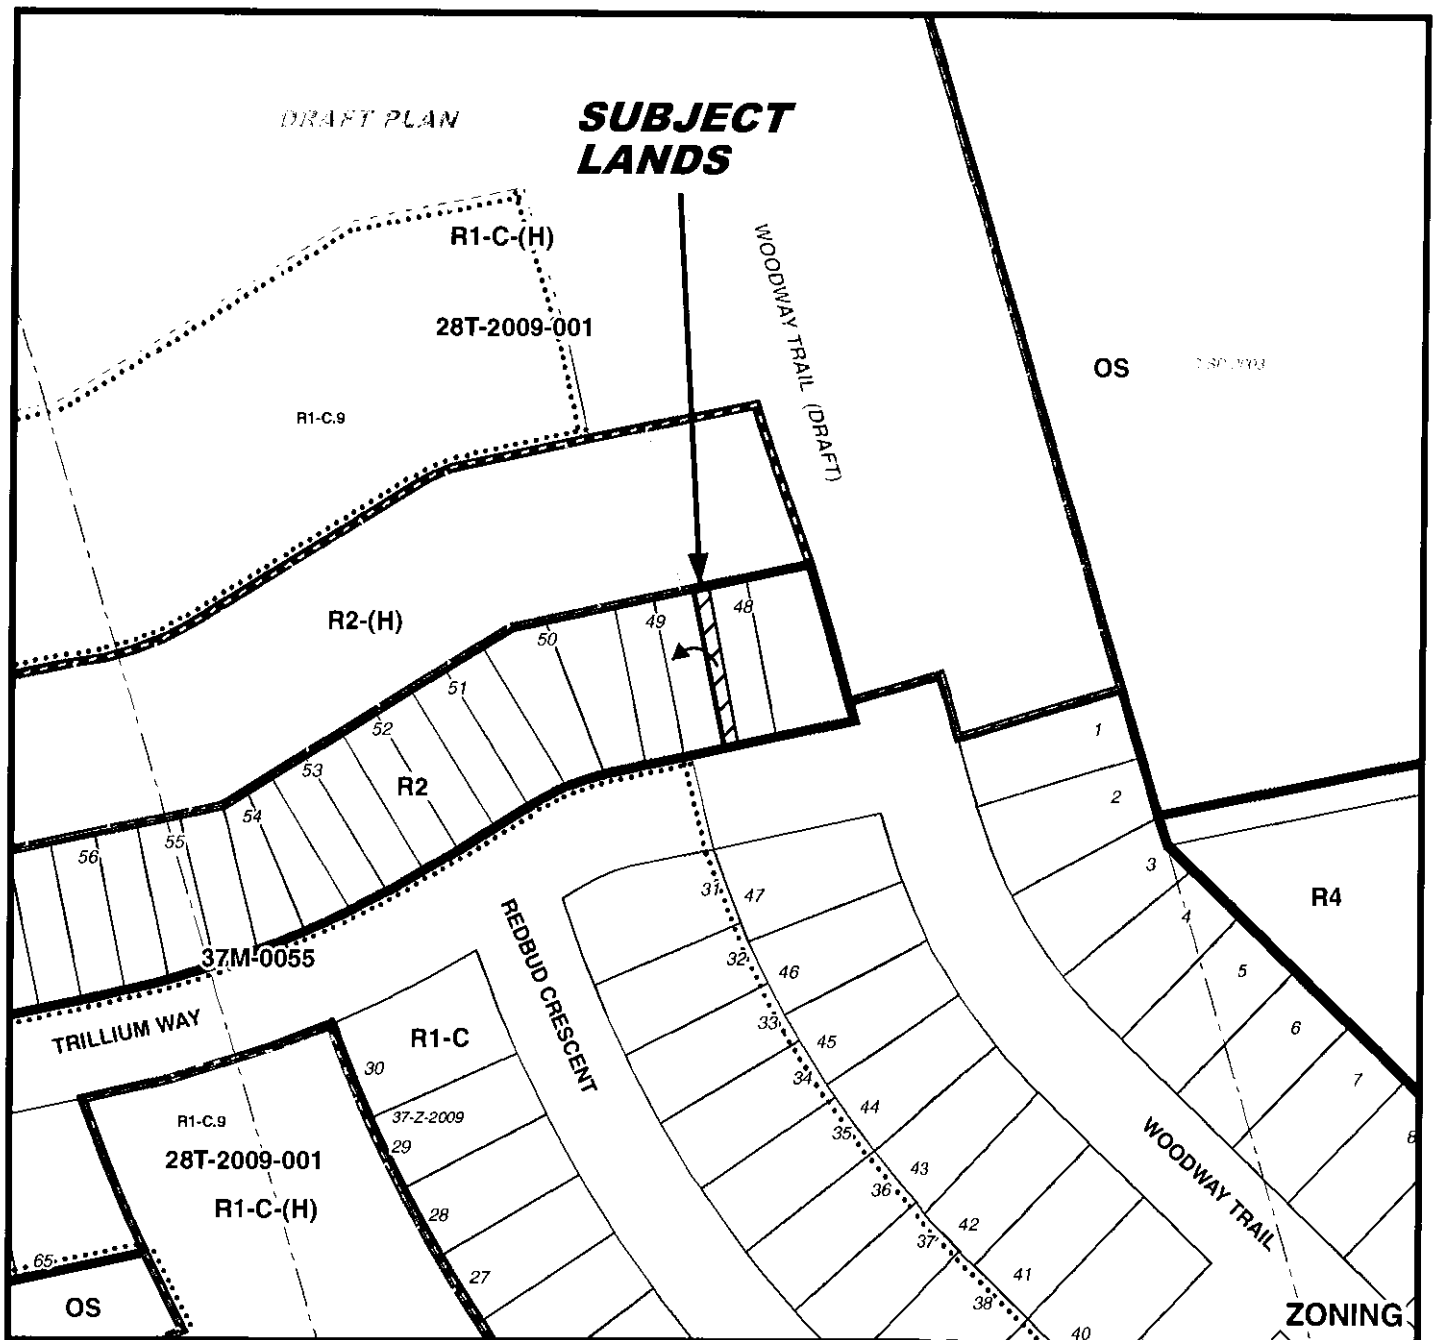 DRAFT PLAN
SUBJECT
LANDS
R1-C-(H)
28T-2009-001
WOODWAY TRAIL (DRAFT)
OS
R1-C.9
R2-(H)
50
49
48
51
52
53
R2
54
55
56
1
2
3
4
5
6
7
8
R4
37M-0055
TRILLIUM WAY
REDBUD CRESCENT
31
47
32
46
33
45
34
44
35
43
36
42
37
41
38
40
R1-C
30
37-Z-2009
29
28
27
R1-C.9
28T-2009-001
R1-C-(H)
65
OS
WOODWAY TRAIL
ZONING